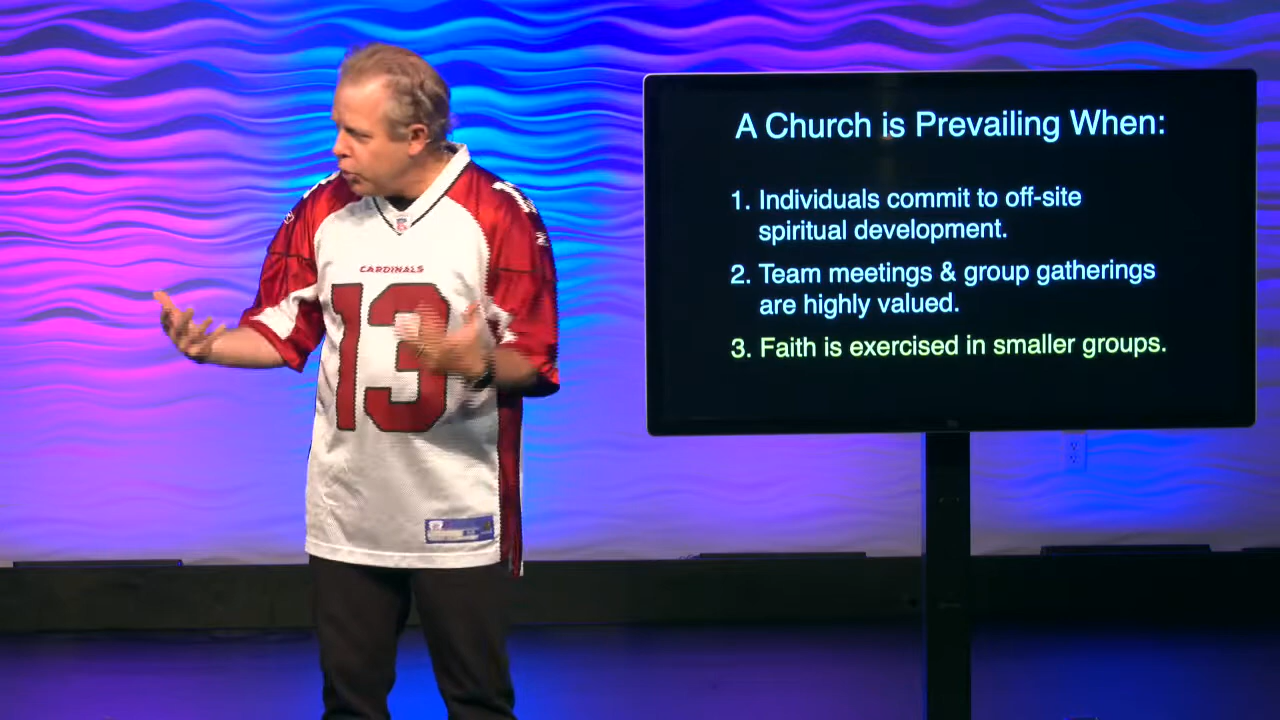 A Church is Prevailing When:
1. Individuals commit to off-site
spiritual development.
2. Team meetings & group gatherings
are highly valued.
3. Faith is exercised in smaller groups.
CARDINALS
13